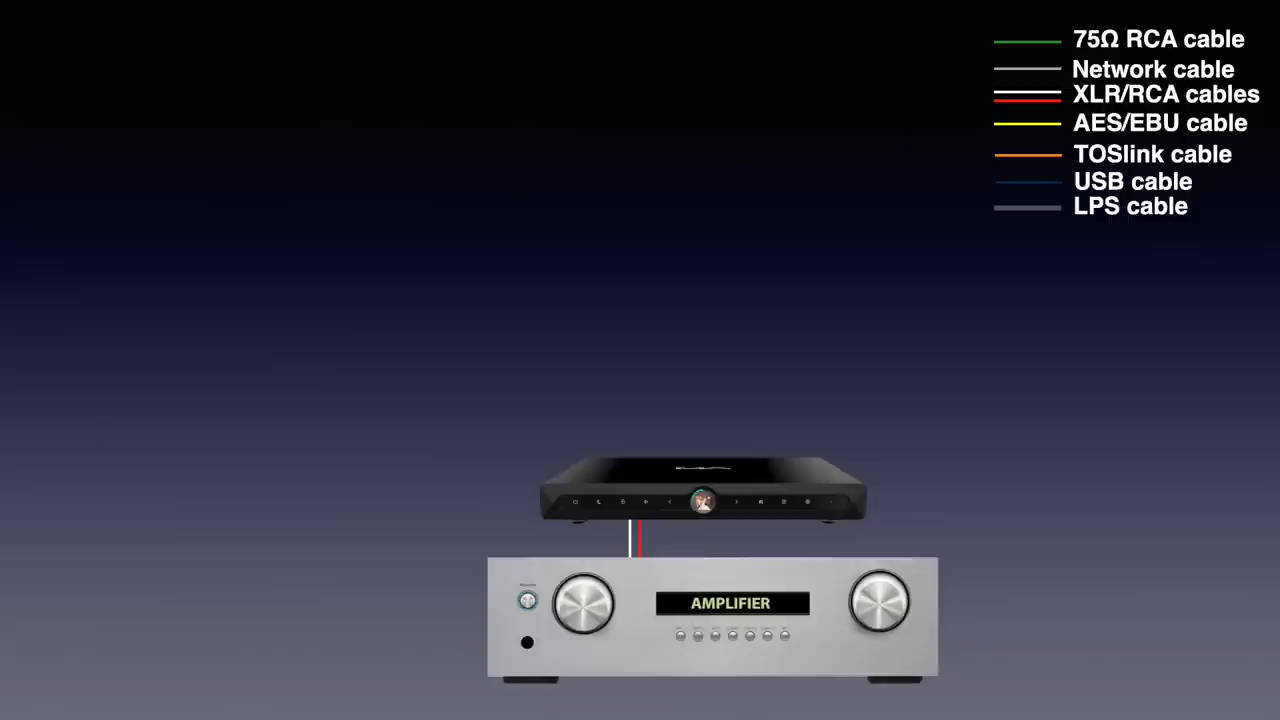 75Ω RCA cable
Network cable
XLR/RCA cables
AES/EBU cable
TOSlink cable
USB cable
LPS cable
AMPLIFIER